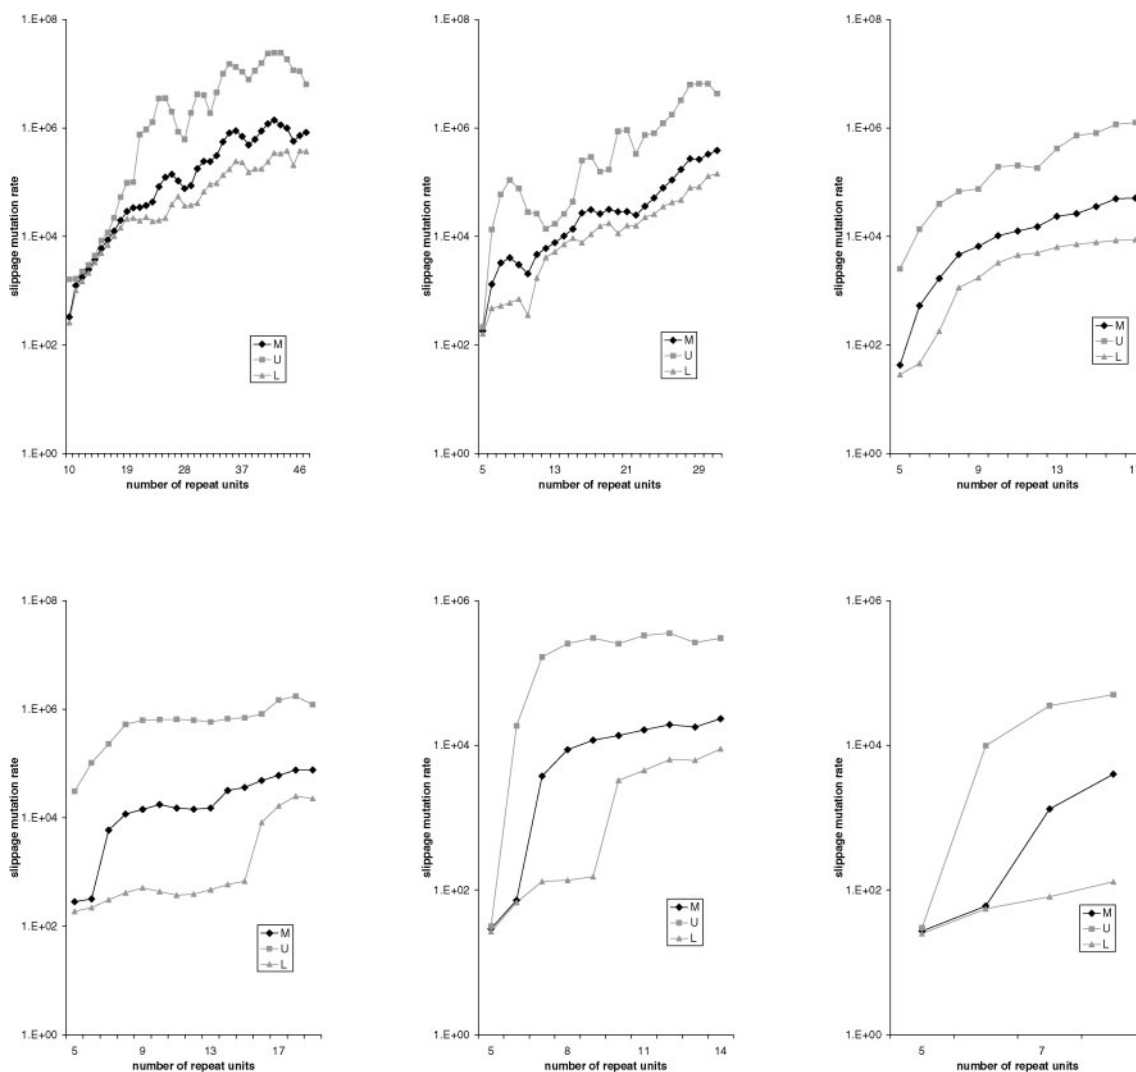 1.E+08
1.E+06
1.E+04
1.E+02
1.E+00
slippage mutation rate
M
U
L
10 19 28 37 46
number of repeat units
1.E+08
1.E+06
1.E+04
1.E+02
1.E+00
slippage mutation rate
M
U
L
5 13 21 29
number of repeat units
1.E+08
1.E+06
1.E+04
1.E+02
1.E+00
slippage mutation rate
M
U
L
5 9 13
number of repeat units
1.E+08
1.E+06
1.E+04
1.E+02
1.E+00
slippage mutation rate
M
U
L
5 9 13 17
number of repeat units
1.E+06
1.E+04
1.E+02
1.E+00
slippage mutation rate
M
U
L
5 8 11 14
number of repeat units
1.E+06
1.E+04
1.E+02
1.E+00
slippage mutation rate
M
U
L
5 7
number of repeat units